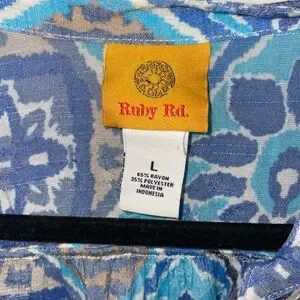 Ruby Rd.
L
65% RAYON
35% POLYESTER
MADE IN
INDONESIA